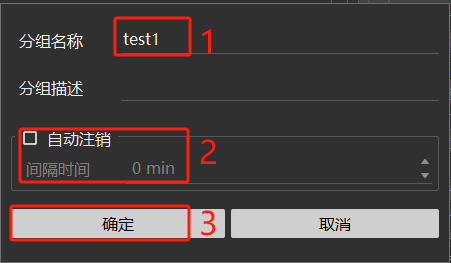 分组名称 test1 1
分组描述
自动注销
间隔时间 0 min 2
确定 3 取消